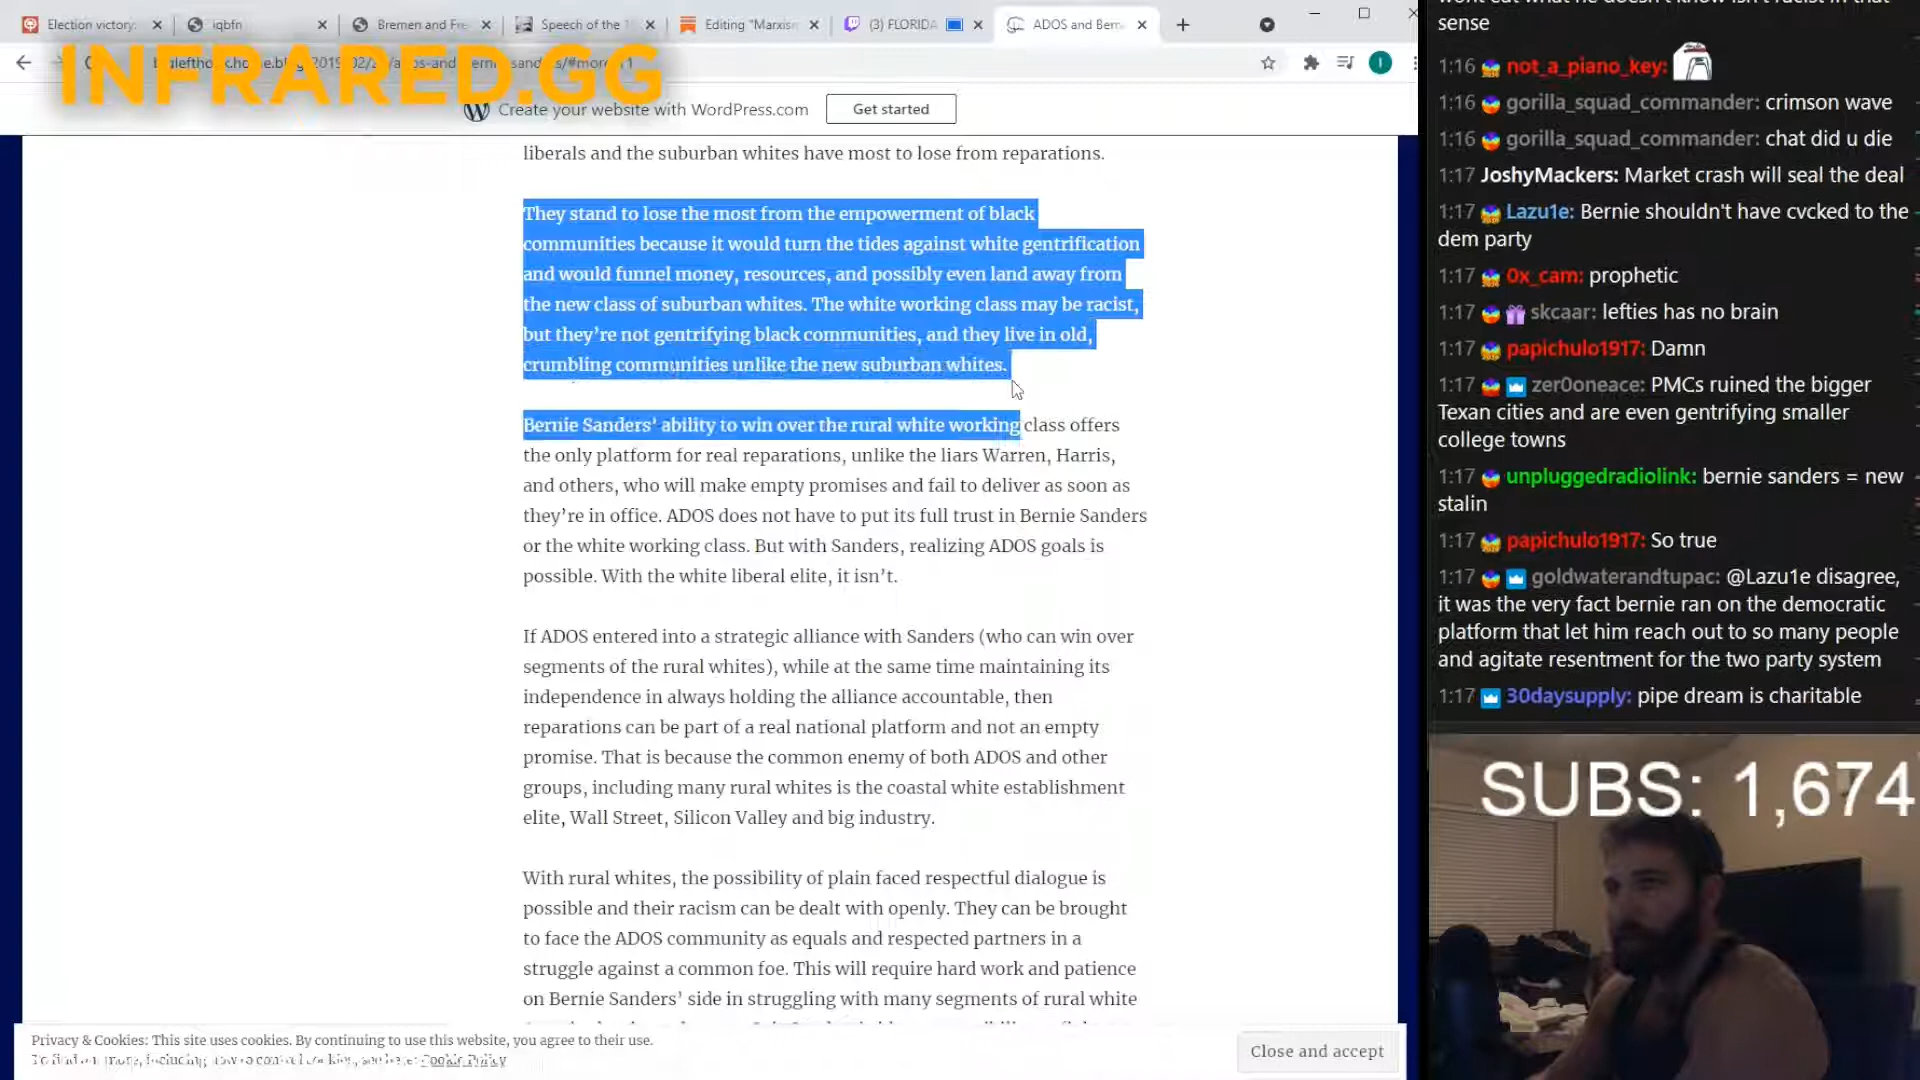 Election victory:
iqbfn
Bremen and Fre
Speech of the 1
Editing "Marxism
(3) FLORIDA
ADOS and Bern
INFRARED.GG
Create your website with WordPress.com
Get started
liberals and the suburban whites have most to lose from reparations.
They stand to lose the most from the empowerment of black
communities because it would turn the tides against white gentrification
and would funnel money, resources, and possibly even land away from
the new class of suburban whites. The white working class may be racist,
but they're not gentrifying black communities, and they live in old,
crumbling communities unlike the new suburban whites.
Bernie Sanders' ability to win over the rural white working class offers
the only platform for real reparations, unlike the liars Warren, Harris,
and others, who will make empty promises and fail to deliver as soon as
they're in office. ADOS does not have to put its full trust in Bernie Sanders
or the white working class. But with Sanders, realizing ADOS goals is
possible. With the white liberal elite, it isn't.
If ADOS entered into a strategic alliance with Sanders (who can win over
segments of the rural whites), while at the same time maintaining its
independence in always holding the alliance accountable, then
reparations can be part of a real national platform and not an empty
promise. That is because the common enemy of both ADOS and other
groups, including many rural whites is the coastal white establishment
elite, Wall Street, Silicon Valley and big industry.
With rural whites, the possibility of plain faced respectful dialogue is
possible and their racism can be dealt with openly. They can be brought
to face the ADOS community as equals and respected partners in a
struggle against a common foe. This will require hard work and patience
on Bernie Sanders' side in struggling with many segments of rural white
Privacy & Cookies: This site uses cookies. By continuing to use this website, you agree to their use.
Cookie Policy
Close and accept
sense
1:16 not_a_piano_key:
1:16 gorilla_squad_commander: crimson wave
1:16 gorilla_squad_commander: chat did u die
1:17 JoshyMackers: Market crash will seal the deal
1:17 Lazu1e: Bernie shouldn't have cvcked to the
dem party
1:17 0x_cam: prophetic
1:17 skcaar: lefties has no brain
1:17 papichulo1917: Damn
1:17 zer0oneace: PMCs ruined the bigger
Texan cities and are even gentrifying smaller
college towns
1:17 unpluggedradiolink: bernie sanders = new
stalin
1:17 papichulo1917: So true
1:17 goldwaterandtupac: @Lazu1e disagree,
it was the very fact bernie ran on the democratic
platform that let him reach out to so many people
and agitate resentment for the two party system
1:17 30daysupply: pipe dream is charitable
SUBS: 1,674